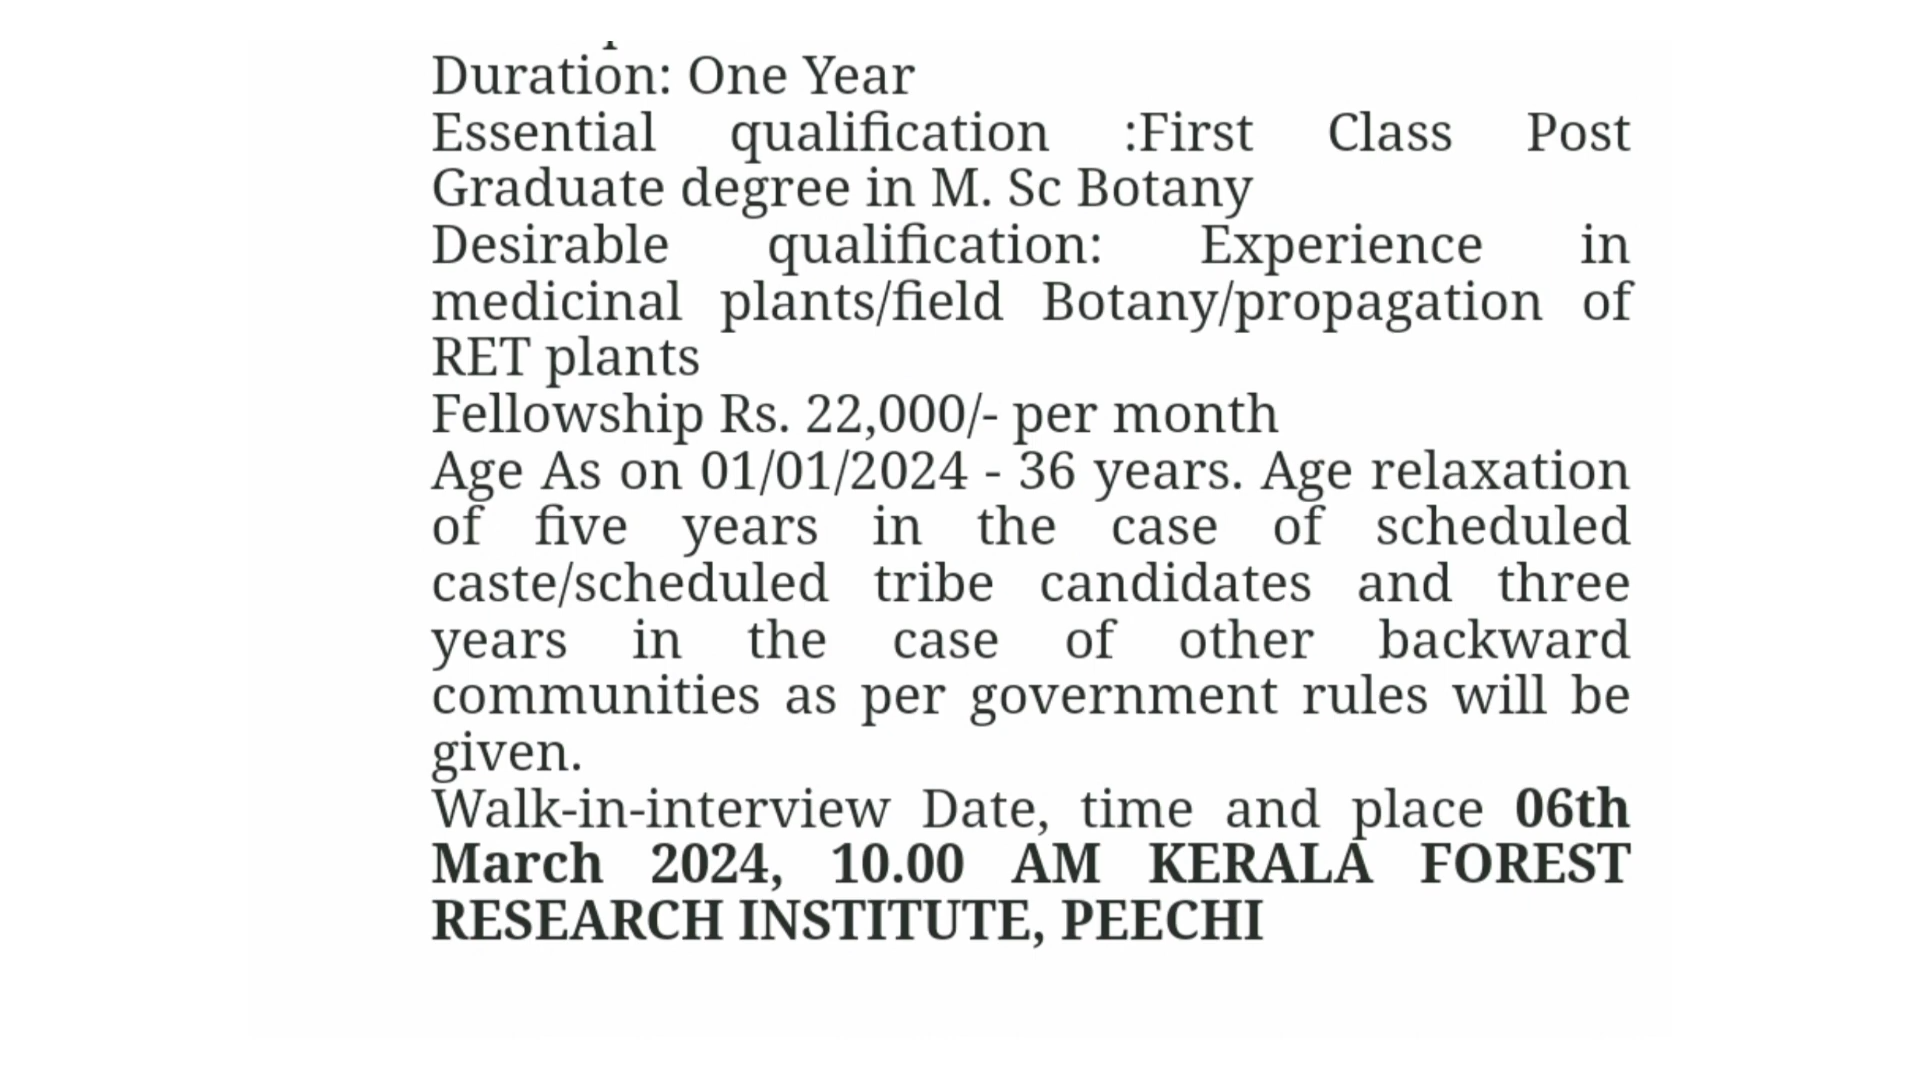 Duration: One Year
Essential qualification :First Class Post
Graduate degree in M. Sc Botany
Desirable qualification: Experience in
medicinal plants/field Botany/propagation of
RET plants
Fellowship Rs. 22,000/- per month
Age As on 01/01/2024 - 36 years. Age relaxation
of five years in the case of scheduled
caste/scheduled tribe candidates and three
years in the case of other backward
communities as per government rules will be
given.
Walk-in-interview Date, time and place 06th
March 2024, 10.00 AM KERALA FOREST
RESEARCH INSTITUTE, PEECHI